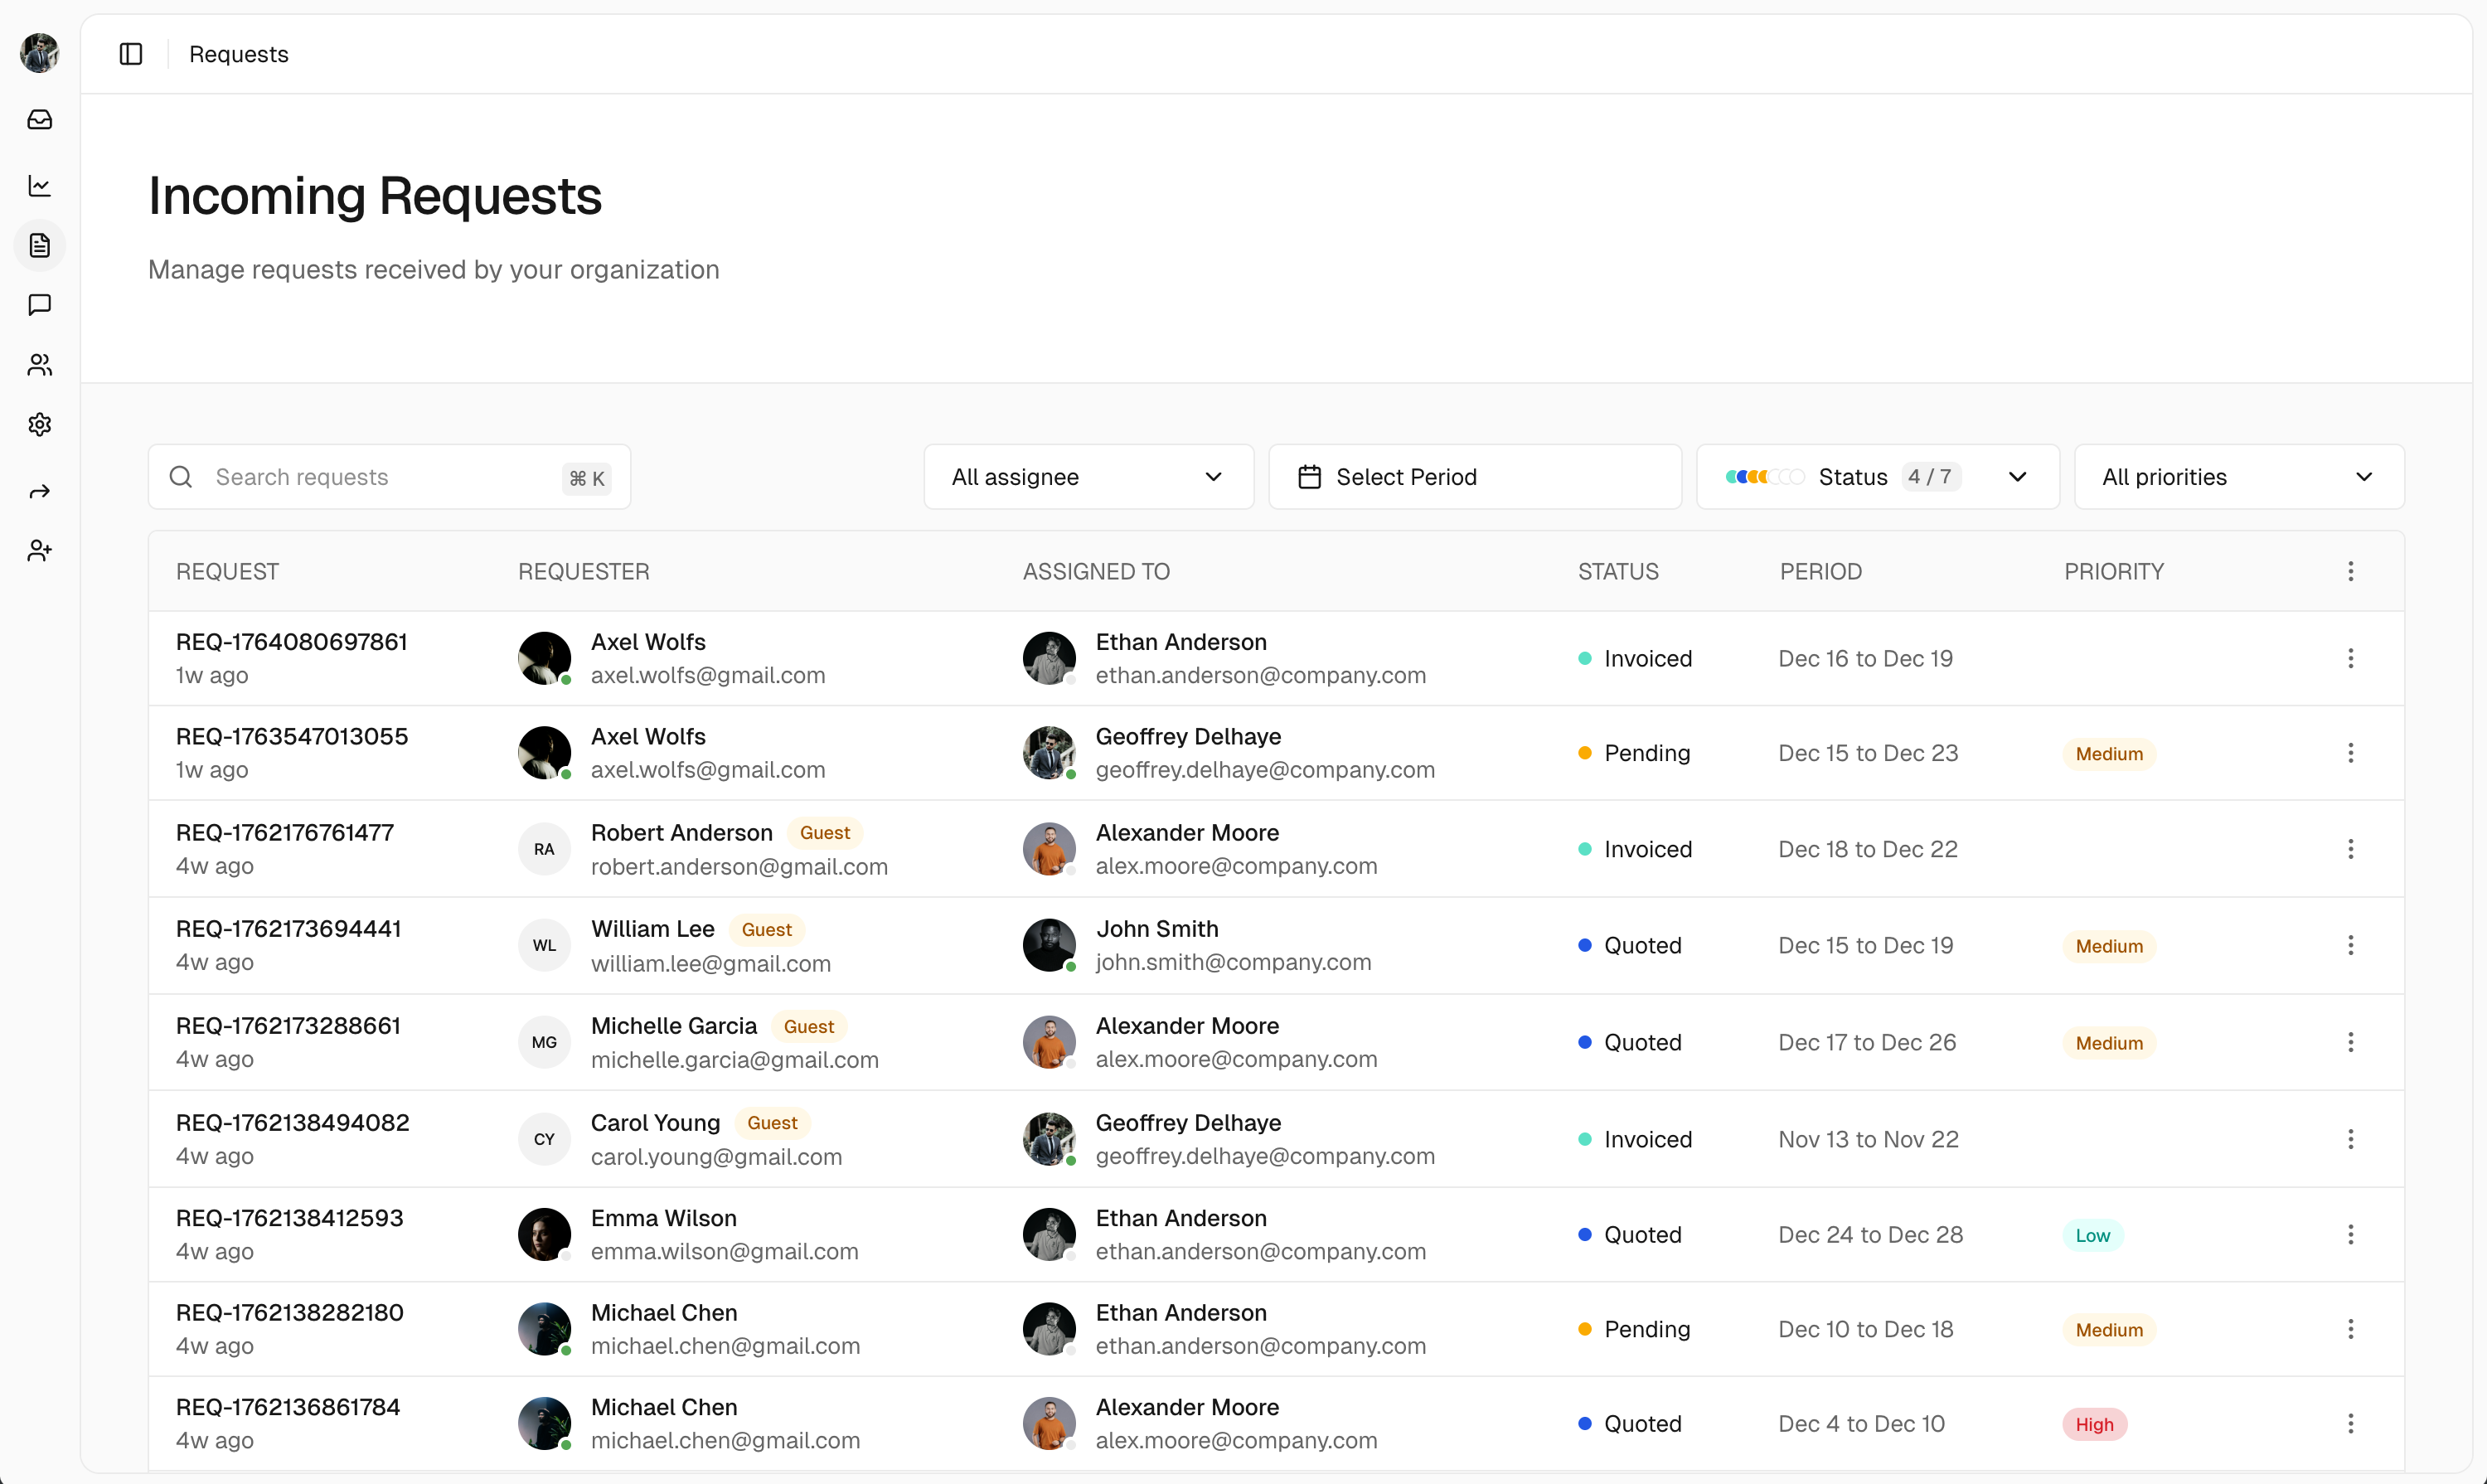 Requests
Incoming Requests
Manage requests received by your organization
Search requests ⌘ K All assignee Select Period Status 4 / 7 All priorities
REQUEST REQUESTER ASSIGNED TO STATUS PERIOD PRIORITY
REQ-1764080697861 Axel Wolfs Ethan Anderson Invoiced Dec 16 to Dec 19
1w ago axel.wolfs@gmail.com ethan.anderson@company.com
REQ-1763547013055 Axel Wolfs Geoffrey Delhaye Pending Dec 15 to Dec 23 Medium
1w ago axel.wolfs@gmail.com geoffrey.delhaye@company.com
REQ-1762176761477 RA Robert Anderson Guest Alexander Moore Invoiced Dec 18 to Dec 22
4w ago robert.anderson@gmail.com alex.moore@company.com
REQ-1762173694441 WL William Lee Guest John Smith Quoted Dec 15 to Dec 19 Medium
4w ago william.lee@gmail.com john.smith@company.com
REQ-1762173288661 MG Michelle Garcia Guest Alexander Moore Quoted Dec 17 to Dec 26 Medium
4w ago michelle.garcia@gmail.com alex.moore@company.com
REQ-1762138494082 CY Carol Young Guest Geoffrey Delhaye Invoiced Nov 13 to Nov 22
4w ago carol.young@gmail.com geoffrey.delhaye@company.com
REQ-1762138412593 Emma Wilson Ethan Anderson Quoted Dec 24 to Dec 28 Low
4w ago emma.wilson@gmail.com ethan.anderson@company.com
REQ-1762138282180 Michael Chen Ethan Anderson Pending Dec 10 to Dec 18 Medium
4w ago michael.chen@gmail.com ethan.anderson@company.com
REQ-1762136861784 Michael Chen Alexander Moore Quoted Dec 4 to Dec 10 High
4w ago michael.chen@gmail.com alex.moore@company.com